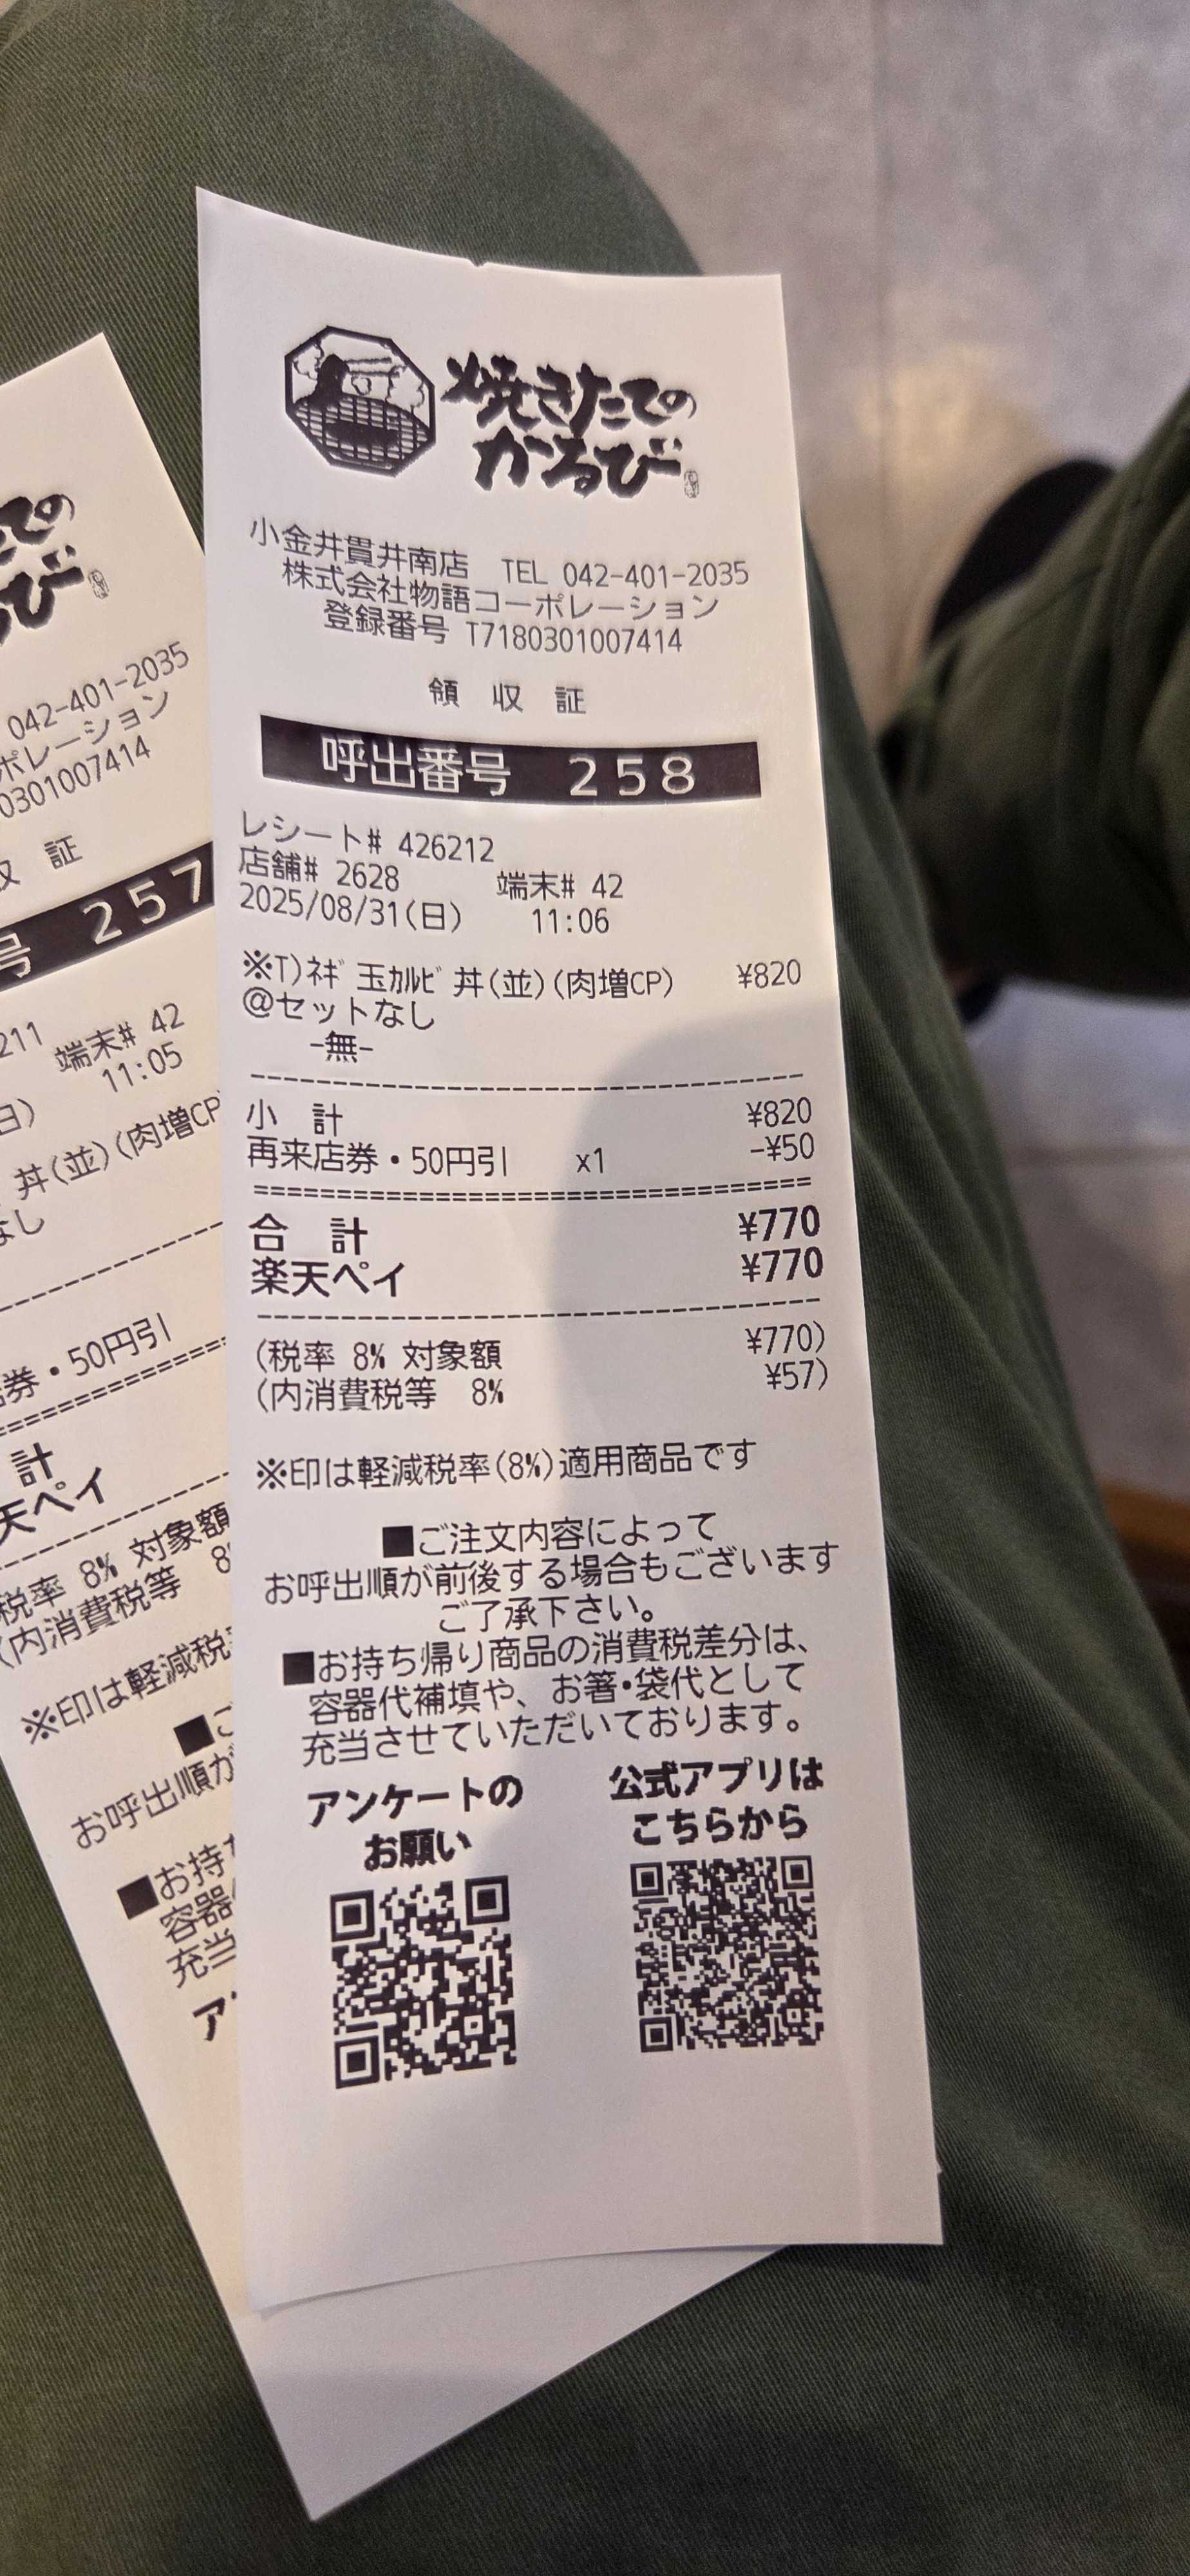 焼きたての
かるび
小金井貫井南店 TEL 042-401-2035
株式会社物語コーポレーション
登録番号 T7180301007414
領 収 証
呼出番号 258
レシート# 426212
店舗# 2628 端末# 42
2025/08/31(日) 11:06
※T)ネギ玉カルビ丼(並)(肉増CP) ¥820
@セットなし
-無-
小 計 ¥820
再来店券・50円引 x1 -¥50
合 計 ¥770
楽天ペイ ¥770
(税率 8% 対象額 ¥770)
(内消費税等 8% ¥57)
※印は軽減税率(8%)適用商品です
■ご注文内容によって
お呼出順が前後する場合もございます
ご了承下さい。
■お持ち帰り商品の消費税差分は、
容器代補填や、お箸・袋代として
充当させていただいております。
アンケートの
お願い
公式アプリは
こちらから
ての
び
042-401-2035
ポレーション
0301007414
収 証
号 257
211
端末# 42
日) 11:05
丼(並)(肉増CP)
なし
券・50円引
計
天ペイ
税率 8% 対象額
(内消費税等 8%
※印は軽減税
■ご
お呼出順が
■お持ち
容器
充当
ア